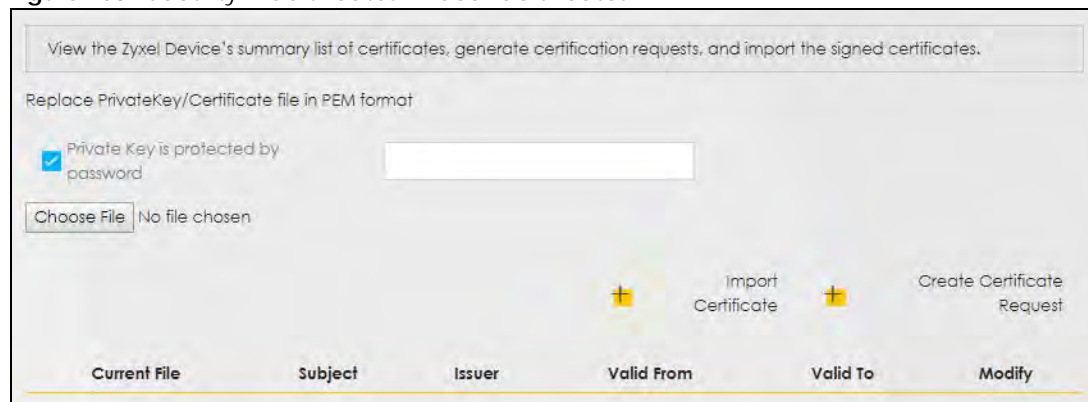 View the Zyxel Device's summary list of certificates, generate certification requests, and import the signed certificates.
Replace PrivateKey/Certificate file in PEM format
Private Key is protected by
password
Choose File No file chosen
Import
Certificate
Create Certificate
Request
Current File Subject Issuer Valid From Valid To Modify